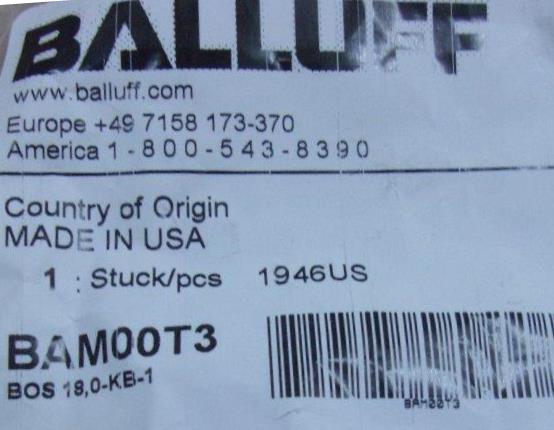 BALLUFF
www.balluff.com
Europe +49 7158 173-370
America 1-800-543-8390
Country of Origin
MADE IN USA
1 : Stuck/pcs 1946US
BAM00T3
BOS 18,0-KB-1
BAM00T3